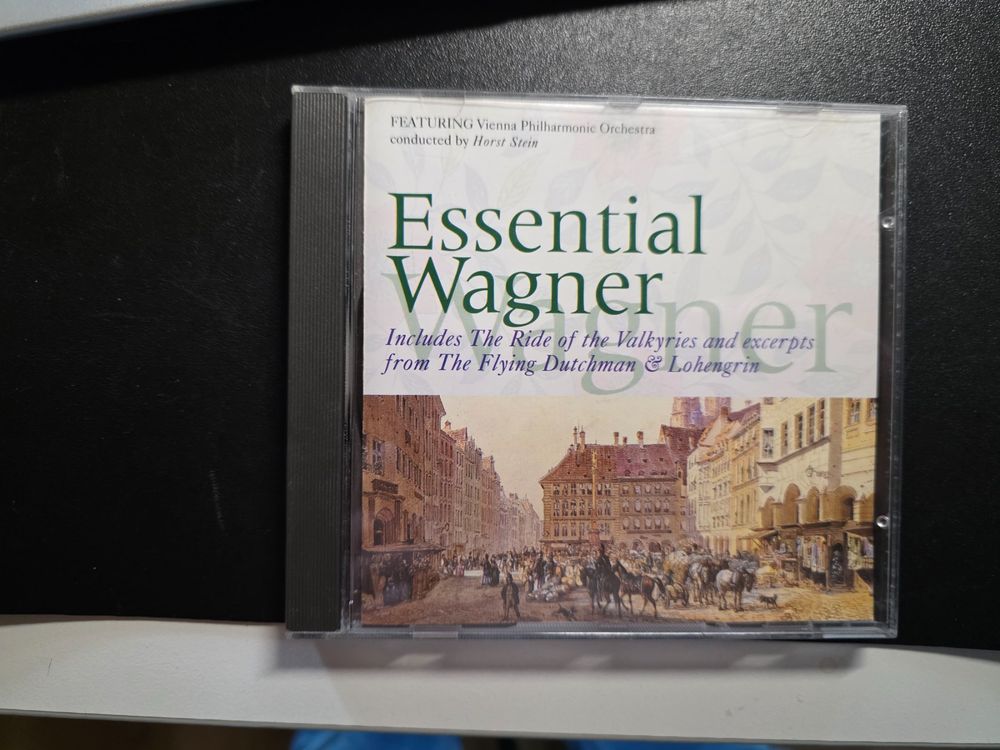 FEATURING Vienna Philharmonic Orchestra
conducted by Horst Stein
Essential
Wagner
Wagner
Includes The Ride of the Valkyries and excerpts
from The Flying Dutchman & Lohengrin